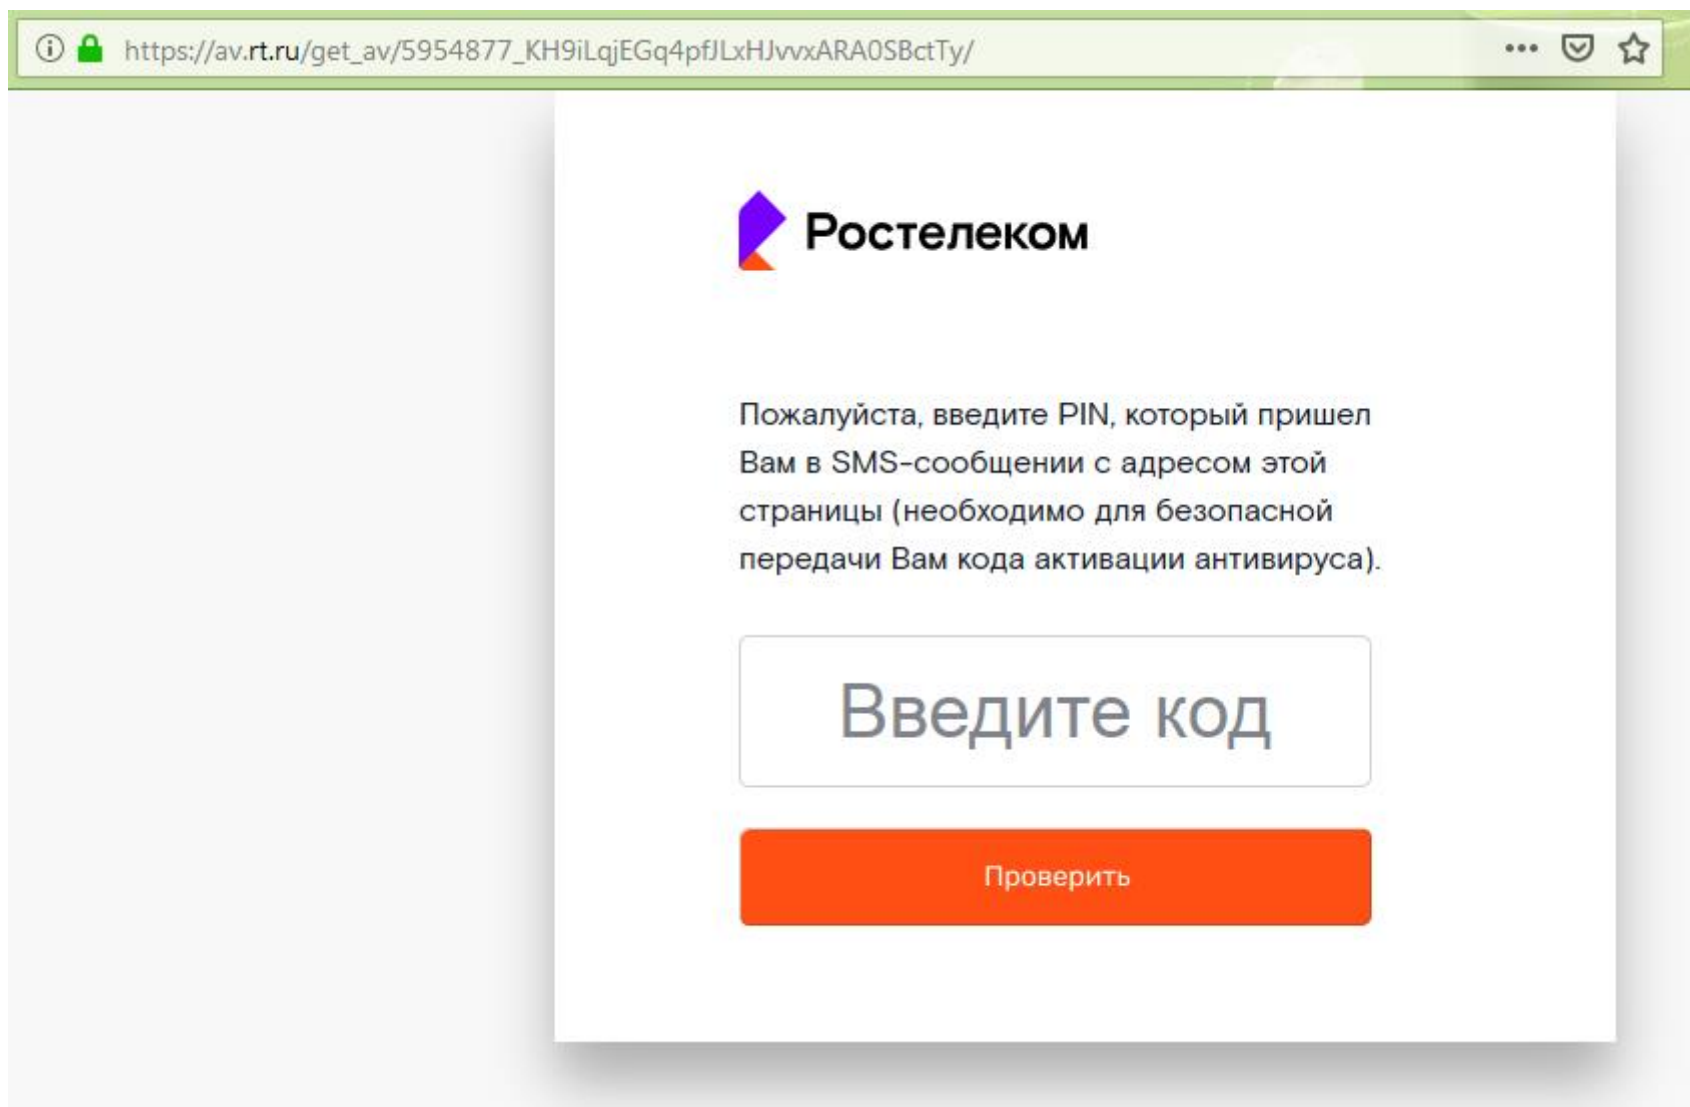 https://av.rt.ru/get_av/5954877_KH9iLqjEGq4pfJLxHJvvxARA0SBctTy/
Ростелеком
Пожалуйста, введите PIN, который пришел
Вам в SMS-сообщении с адресом этой
страницы (необходимо для безопасной
передачи Вам кода активации антивируса).
Введите код
Проверить